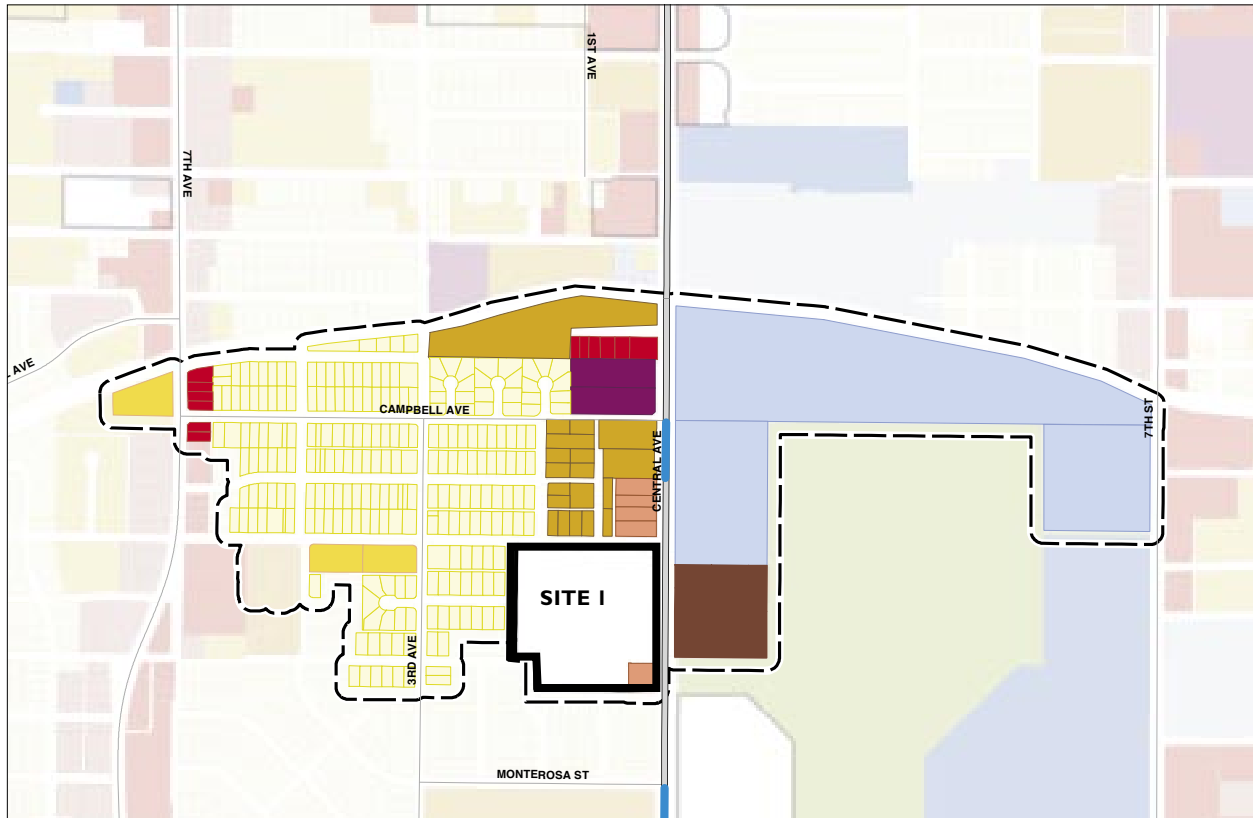 1ST AVE
7TH AVE
L AVE
CAMPBELL AVE
7TH ST
CENTRAL AVE
SITE I
3RD AVE
MONTEROSA ST